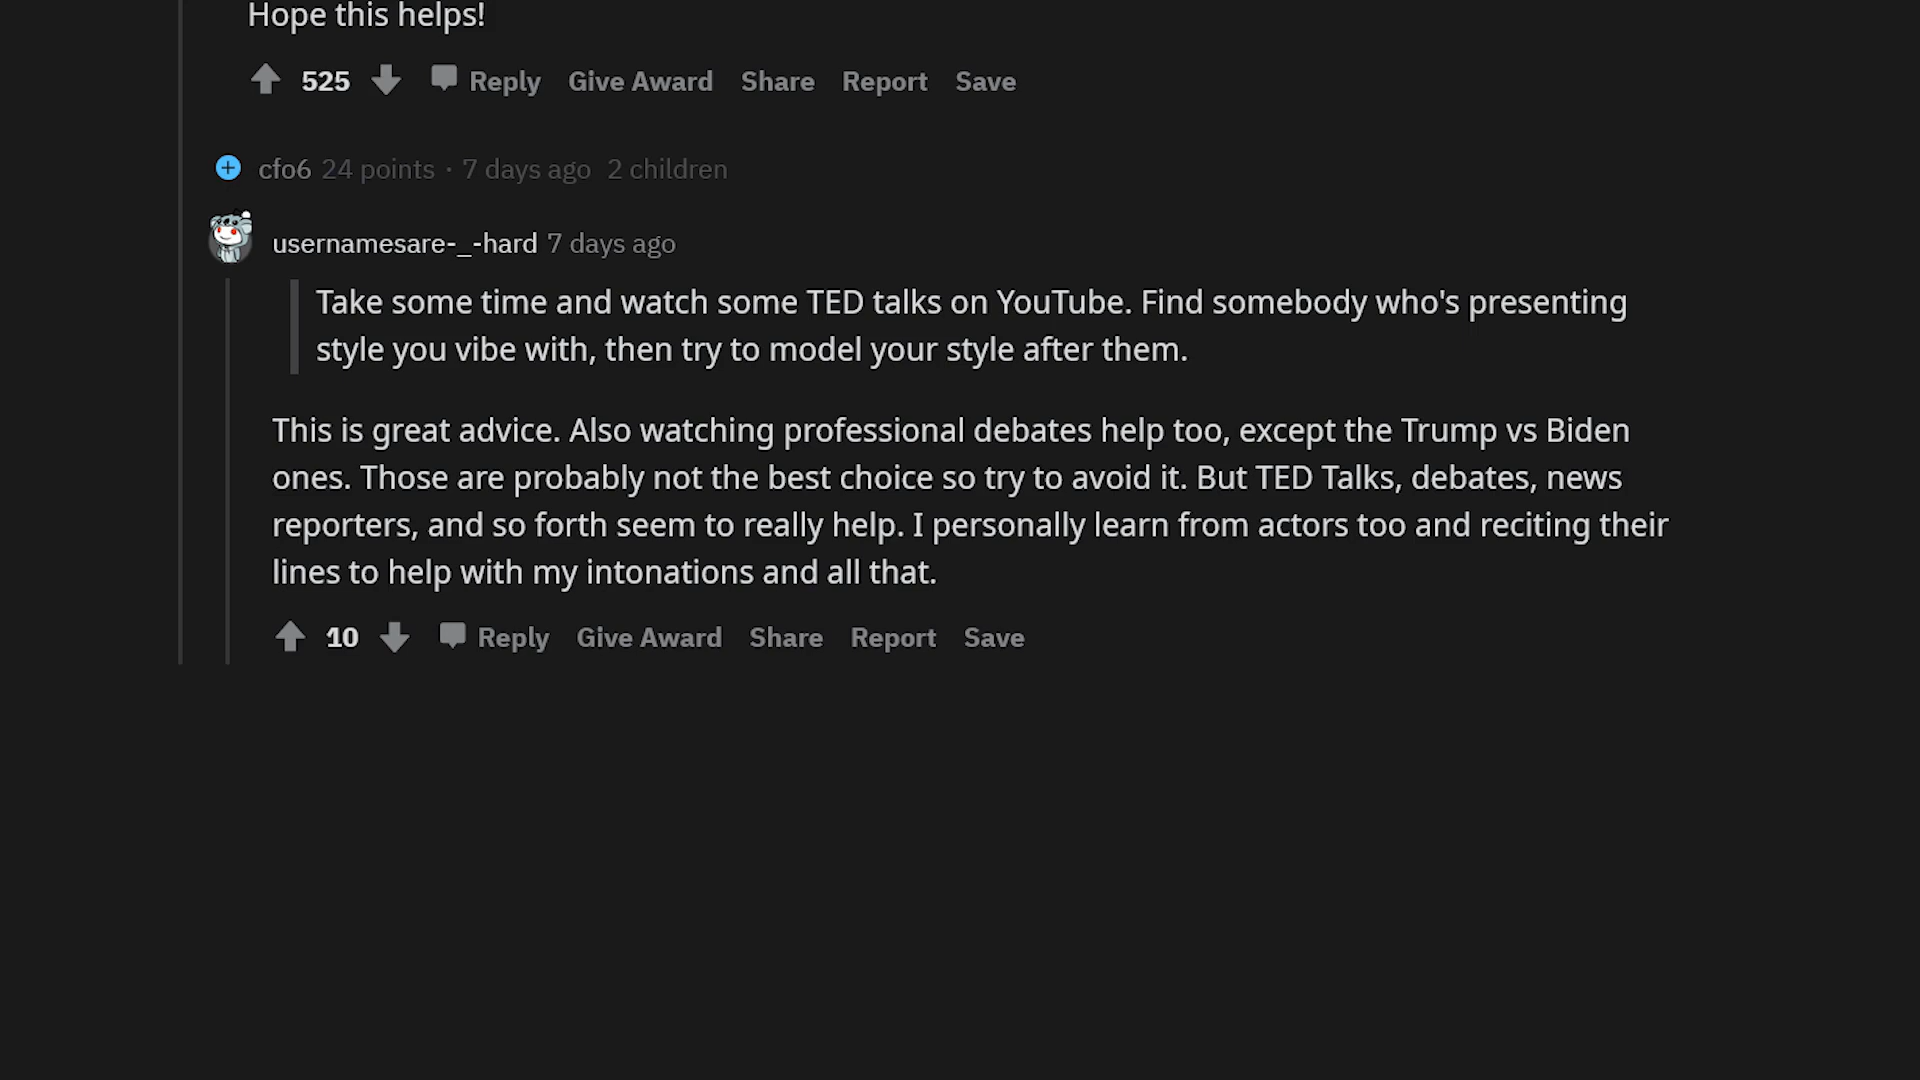 Hope this helps!
525 Reply Give Award Share Report Save
cfo6 24 points · 7 days ago 2 children
usernamesare-_-hard 7 days ago
Take some time and watch some TED talks on YouTube. Find somebody who's presenting
style you vibe with, then try to model your style after them.
This is great advice. Also watching professional debates help too, except the Trump vs Biden
ones. Those are probably not the best choice so try to avoid it. But TED Talks, debates, news
reporters, and so forth seem to really help. I personally learn from actors too and reciting their
lines to help with my intonations and all that.
10 Reply Give Award Share Report Save